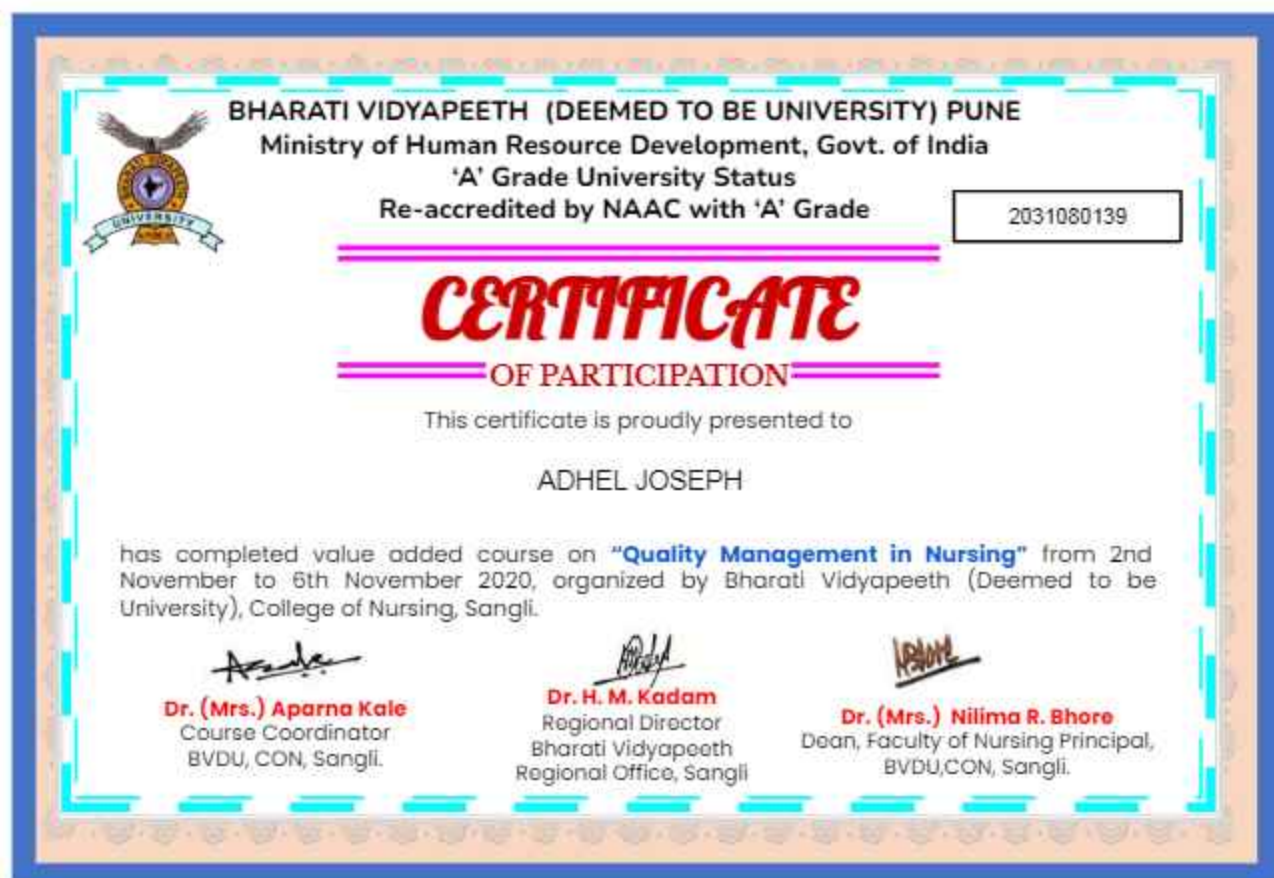 BHARATI VIDYAPEETH (DEEMED TO BE UNIVERSITY) PUNE
Ministry of Human Resource Development, Govt. of India
‘A’ Grade University Status
Re-accredited by NAAC with ‘A’ Grade
2031080139
BHARATI VIDYAPEETH
UNIVERSITY
CERTIFICATE
OF PARTICIPATION
This certificate is proudly presented to
ADHEL JOSEPH
has completed value added course on “Quality Management in Nursing” from 2nd
November to 6th November 2020, organized by Bharati Vidyapeeth (Deemed to be
University), College of Nursing, Sangli.
Dr. (Mrs.) Aparna Kale
Course Coordinator
BVDU, CON, Sangli.
Dr. H. M. Kadam
Regional Director
Bharati Vidyapeeth
Regional Office, Sangli
Dr. (Mrs.) Nilima R. Bhore
Dean, Faculty of Nursing Principal,
BVDU,CON, Sangli.